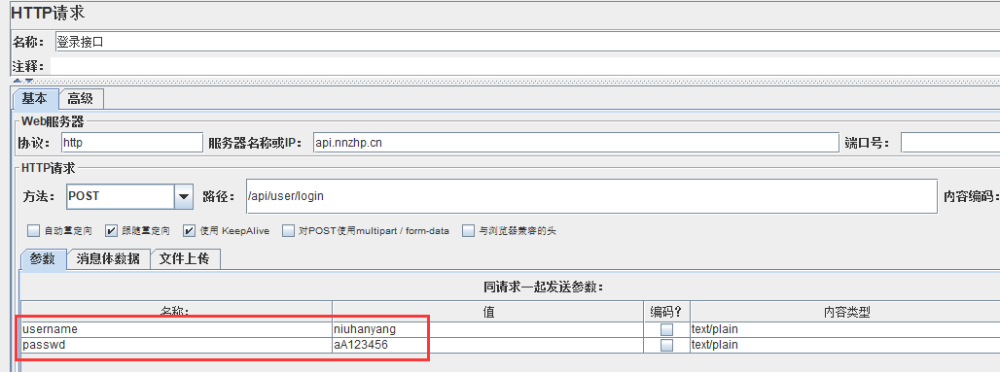 HTTP请求
名称： 登录接口
注释：
基本 高级
Web服务器
协议： http 服务器名称或IP： api.nnzhp.cn 端口号：
HTTP请求
方法： POST 路径： /api/user/login 内容编码：
自动重定向 跟随重定向 使用 KeepAlive 对POST使用multipart / form-data 与浏览器兼容的头
参数 消息体数据 文件上传
同请求一起发送参数：
名称： 值 编码？ 内容类型
username niuhanyang text/plain
passwd aA123456 text/plain